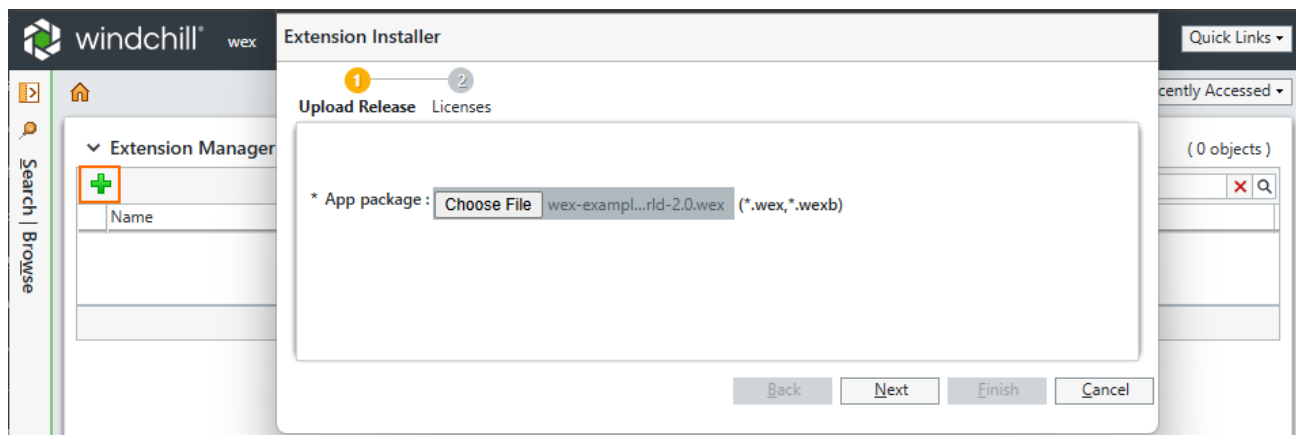 windchill® wex
Extension Installer
Quick Links
1 2
Upload Release Licenses
cently Accessed
Extension Manager
( 0 objects )
Search | Browse
Name
* App package : Choose File wex-exampl...rld-2.0.wex (*.wex,*.wexb)
Back Next Finish Cancel